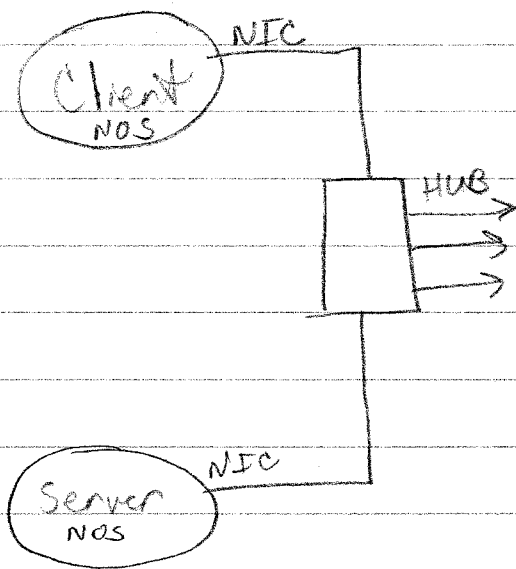 NIC
Client
NOS
HUB
NIC
Server
NOS